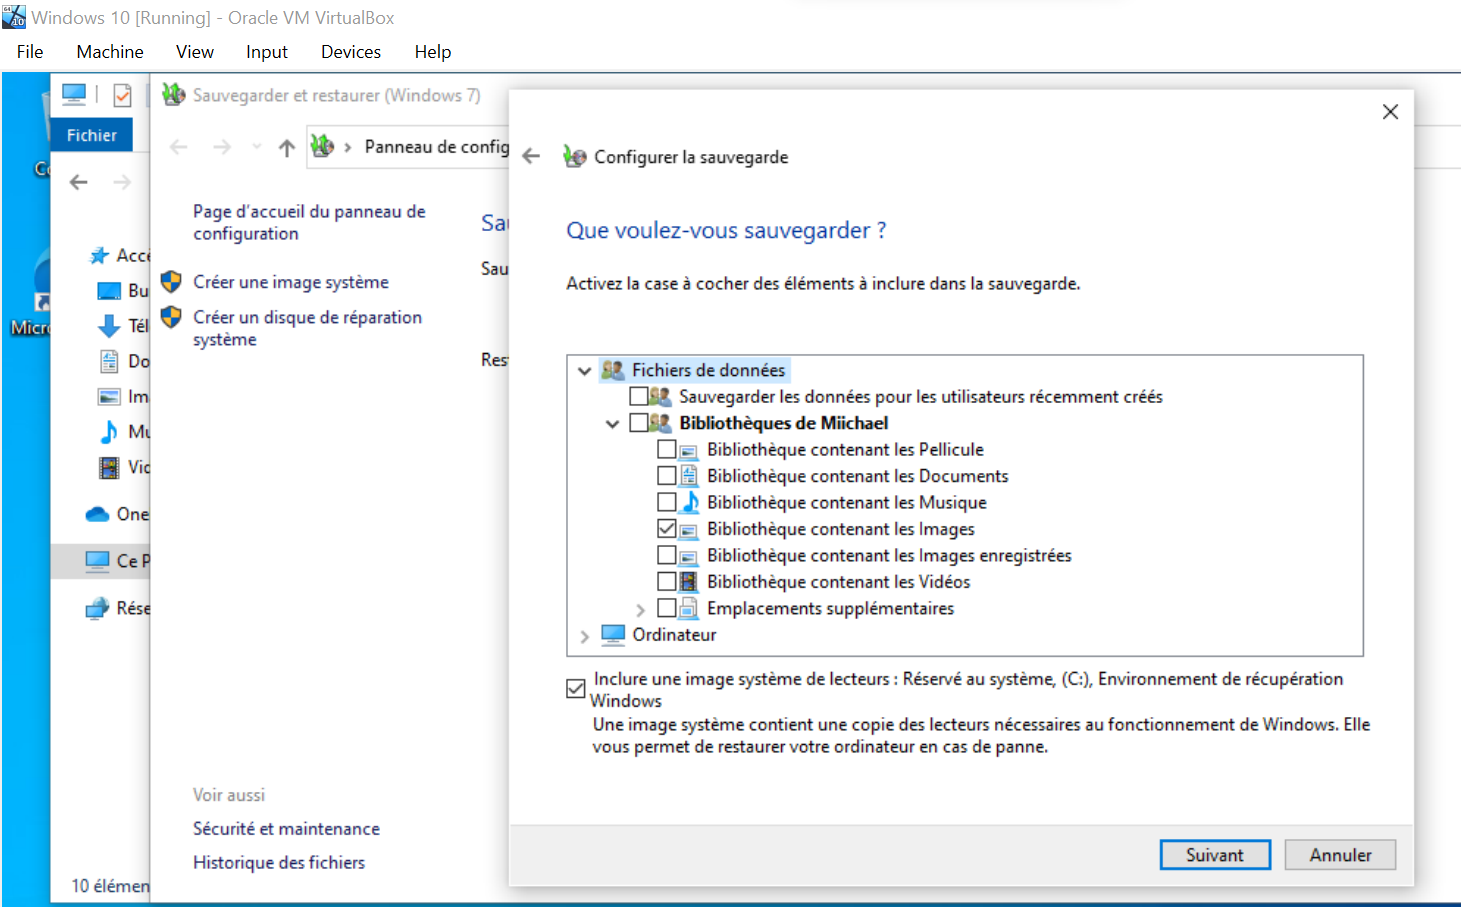 Windows 10 [Running] - Oracle VM VirtualBox
File Machine View Input Devices Help
Sauvegarder et restaurer (Windows 7)
Fichier
Panneau de config
Configurer la sauvegarde
Page d'accueil du panneau de
configuration
Créer une image système
Créer un disque de réparation
système
Voir aussi
Sécurité et maintenance
Historique des fichiers
Sau
Sau
Res
Accè
Bu
Tél
Do
Im
Mu
Vid
One
Ce P
Rése
10 élémen
Co
Micro
Que voulez-vous sauvegarder ?
Activez la case à cocher des éléments à inclure dans la sauvegarde.
Fichiers de données
Sauvegarder les données pour les utilisateurs récemment créés
Bibliothèques de Miichael
Bibliothèque contenant les Pellicule
Bibliothèque contenant les Documents
Bibliothèque contenant les Musique
Bibliothèque contenant les Images
Bibliothèque contenant les Images enregistrées
Bibliothèque contenant les Vidéos
Emplacements supplémentaires
Ordinateur
Inclure une image système de lecteurs : Réservé au système, (C:), Environnement de récupération
Windows
Une image système contient une copie des lecteurs nécessaires au fonctionnement de Windows. Elle
vous permet de restaurer votre ordinateur en cas de panne.
Suivant
Annuler